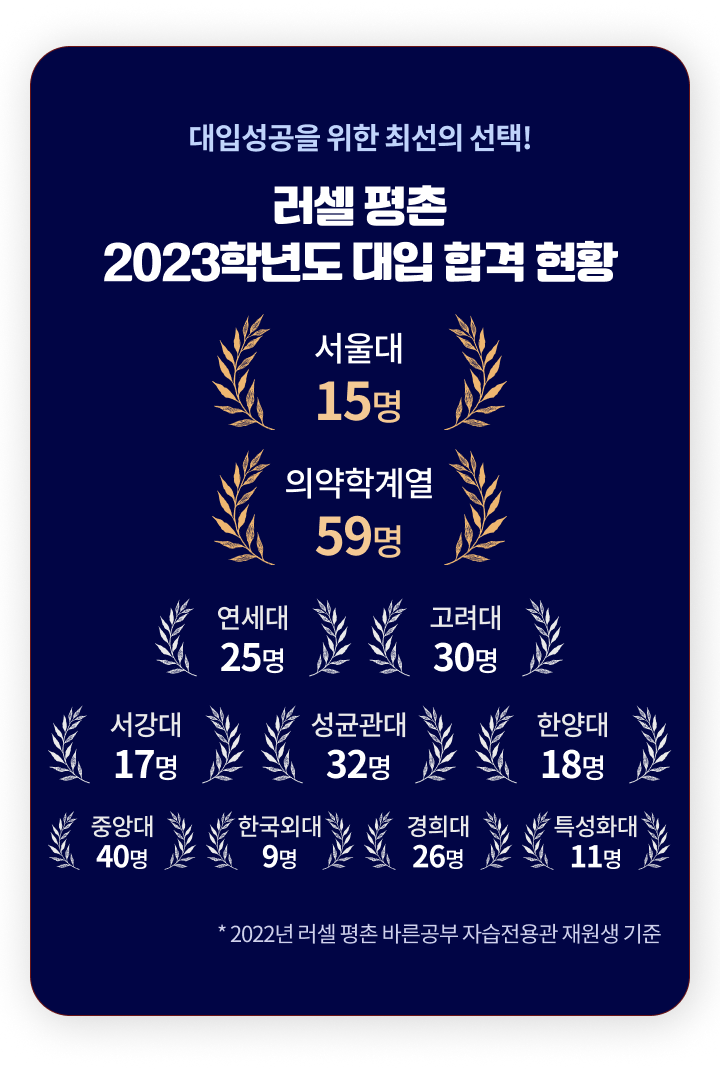 대입성공을 위한 최선의 선택!
러셀 평촌
2023학년도 대입 합격 현황
서울대
15명
의약학계열
59명
연세대 고려대
25명 30명
서강대 성균관대 한양대
17명 32명 18명
중앙대 한국외대 경희대 특성화대
40명 9명 26명 11명
* 2022년 러셀 평촌 바른공부 자습전용관 재원생 기준